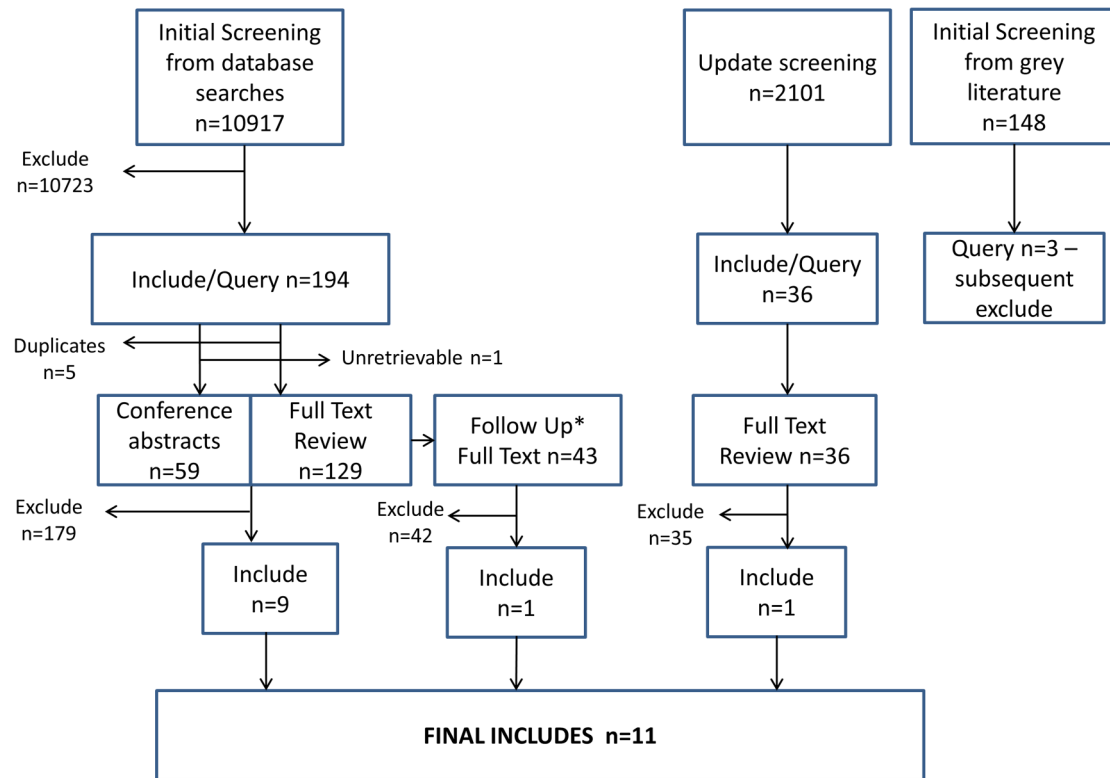 Initial Screening
from database
searches
n=10917
Update screening
n=2101
Initial Screening
from grey
literature
n=148
Exclude
n=10723
Include/Query n=194
Include/Query
n=36
Query n=3 –
subsequent
exclude
Duplicates
n=5
Unretrievable n=1
Conference
abstracts
n=59
Full Text
Review
n=129
Follow Up*
Full Text n=43
Full Text
Review n=36
Exclude
n=179
Exclude
n=42
Exclude
n=35
Include
n=9
Include
n=1
Include
n=1
FINAL INCLUDES n=11